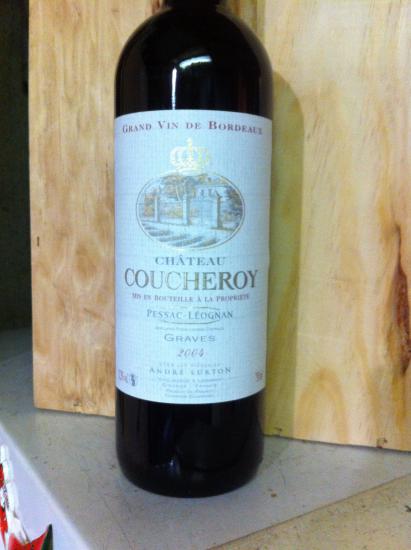 GRAND VIN DE BORDEAUX
CHÂTEAU
COUCHEROY
MIS EN BOUTEILLE À LA PROPRIÉTÉ
PESSAC-LÉOGNAN
GRAVES
2004
ANDRÉ LURTON